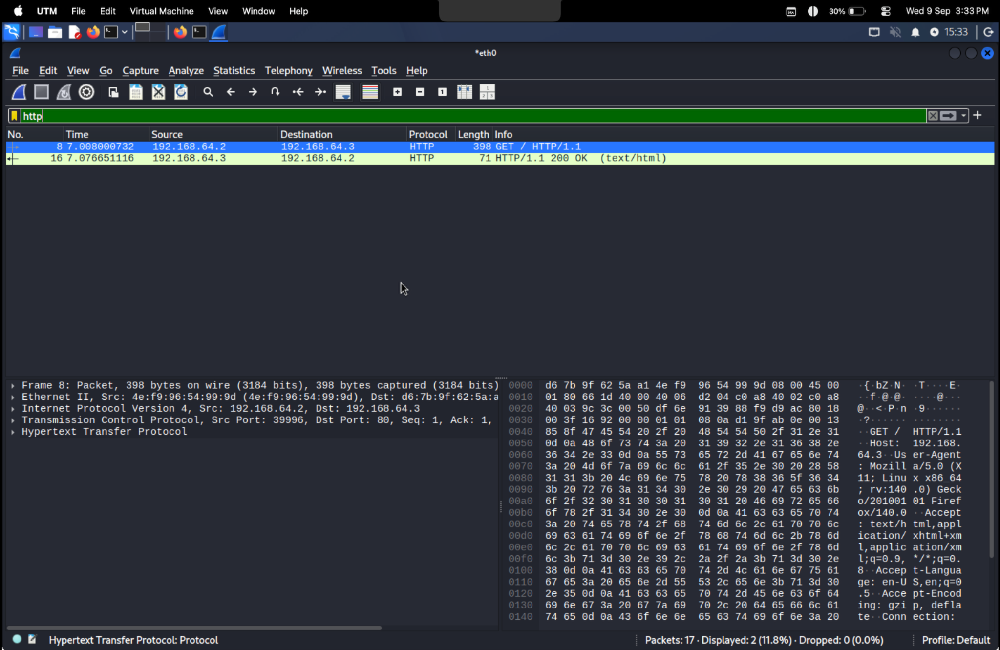 UTM File Edit Virtual Machine View Window Help 30% Wed 9 Sep 3:33 PM
15:33
*eth0
File Edit View Go Capture Analyze Statistics Telephony Wireless Tools Help
http
No. Time Source Destination Protocol Length Info
8 7.008000732 192.168.64.2 192.168.64.3 HTTP 398 GET / HTTP/1.1
16 7.076651116 192.168.64.3 192.168.64.2 HTTP 71 HTTP/1.1 200 OK (text/html)
Frame 8: Packet, 398 bytes on wire (3184 bits), 398 bytes captured (3184 bits)
Ethernet II, Src: 4e:f9:96:54:99:9d (4e:f9:96:54:99:9d), Dst: d6:7b:9f:62:5a:a
Internet Protocol Version 4, Src: 192.168.64.2, Dst: 192.168.64.3
Transmission Control Protocol, Src Port: 39996, Dst Port: 80, Seq: 1, Ack: 1,
Hypertext Transfer Protocol
0000 d6 7b 9f 62 5a a1 4e f9 96 54 99 9d 08 00 45 00 ·{·bZ·N· ·T····E·
0010 01 80 66 1d 40 00 40 06 d2 04 c0 a8 40 02 c0 a8 ··f·@·@· ····@···
0020 40 03 9c 3c 00 50 df 6e 91 39 88 f9 d9 ac 80 18 @··<·P·n ·9······
0030 00 3f 16 92 00 00 01 01 08 0a d1 9f ab 0e 00 13 ·?······ ········
0040 85 8f 47 45 54 20 2f 20 48 54 54 50 2f 31 2e 31 ··GET / HTTP/1.1
0050 0d 0a 48 6f 73 74 3a 20 31 39 32 2e 31 36 38 2e ··Host: 192.168.
0060 36 34 2e 33 0d 0a 55 73 65 72 2d 41 67 65 6e 74 64.3··Us er-Agent
0070 3a 20 4d 6f 7a 69 6c 6c 61 2f 35 2e 30 20 28 58 : Mozill a/5.0 (X
0080 31 31 3b 20 4c 69 6e 75 78 20 78 38 36 5f 36 34 11; Linu x x86_64
0090 3b 20 72 76 3a 31 34 30 2e 30 29 20 47 65 63 6b ; rv:140 .0) Geck
00a0 6f 2f 32 30 31 30 30 31 30 31 20 46 69 72 65 66 o/201001 01 Firef
00b0 6f 78 2f 31 34 30 2e 30 0d 0a 41 63 63 65 70 74 ox/140.0 ··Accept
00c0 3a 20 74 65 78 74 2f 68 74 6d 6c 2c 61 70 70 6c : text/h tml,appl
00d0 69 63 61 74 69 6f 6e 2f 78 68 74 6d 6c 2b 78 6d ication/ xhtml+xm
00e0 6c 2c 61 70 70 6c 69 63 61 74 69 6f 6e 2f 78 6d l,applic ation/xm
00f0 6c 3b 71 3d 30 2e 39 2c 2a 2f 2a 3b 71 3d 30 2e l;q=0.9, */*;q=0.
0100 38 0d 0a 41 63 63 65 70 74 2d 4c 61 6e 67 75 61 8··Accep t-Langua
0110 67 65 3a 20 65 6e 2d 55 53 2c 65 6e 3b 71 3d 30 ge: en-U S,en;q=0
0120 2e 35 0d 0a 41 63 63 65 70 74 2d 45 6e 63 6f 64 .5··Acce pt-Encod
0130 69 6e 67 3a 20 67 7a 69 70 2c 20 64 65 66 6c 61 ing: gzi p, defla
0140 74 65 0d 0a 43 6f 6e 6e 65 63 74 69 6f 6e 3a 20 te··Conn ection:
Hypertext Transfer Protocol: Protocol Packets: 17 · Displayed: 2 (11.8%) · Dropped: 0 (0.0%) Profile: Default